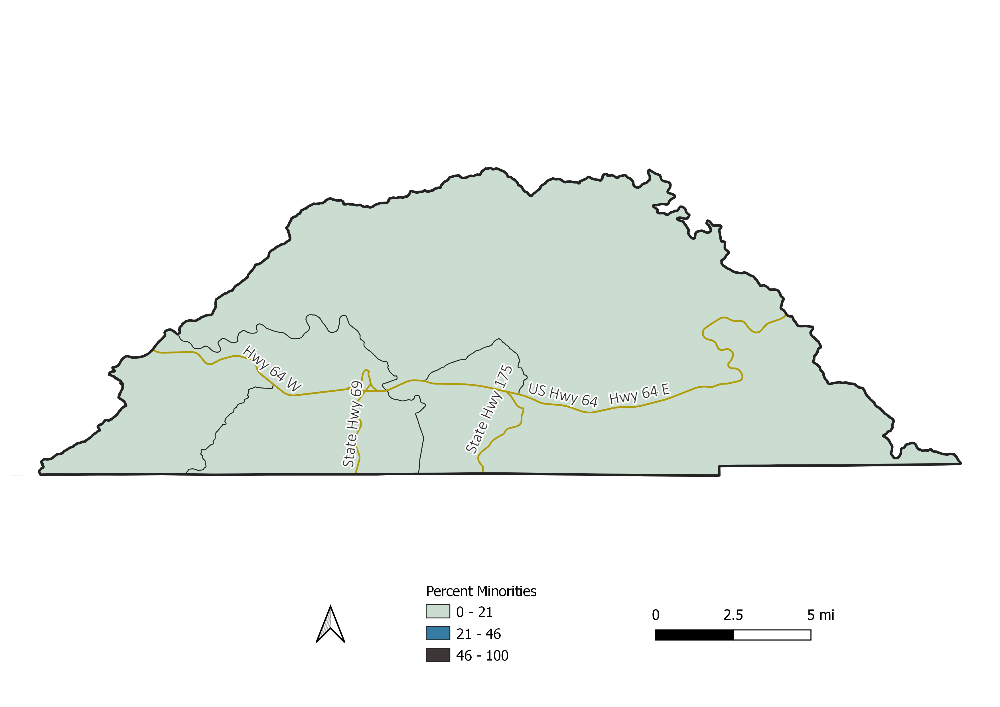 Hwy 64 W
State Hwy 69
State Hwy 175
US Hwy 64
Hwy 64 E
Percent Minorities
0 - 21
21 - 46
46 - 100
0 2.5 5 mi